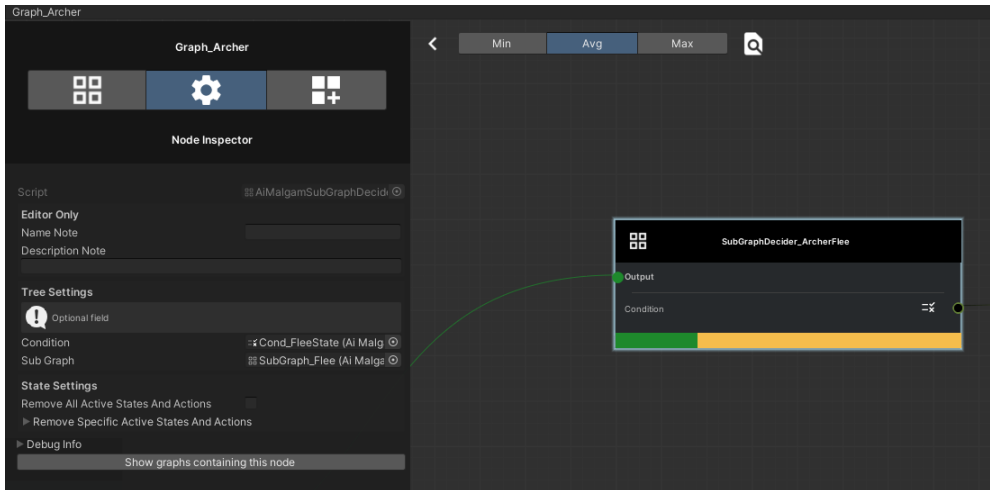 Graph_Archer
Graph_Archer
Min Avg Max
Node Inspector
Script AiMalgamSubGraphDecid
Editor Only
Name Note
Description Note
Tree Settings
Optional field
Condition Cond_FleeState (Ai Malg
Sub Graph SubGraph_Flee (Ai Malga
State Settings
Remove All Active States And Actions
Remove Specific Active States And Actions
Debug Info
Show graphs containing this node
SubGraphDecider_ArcherFlee
Output
Condition